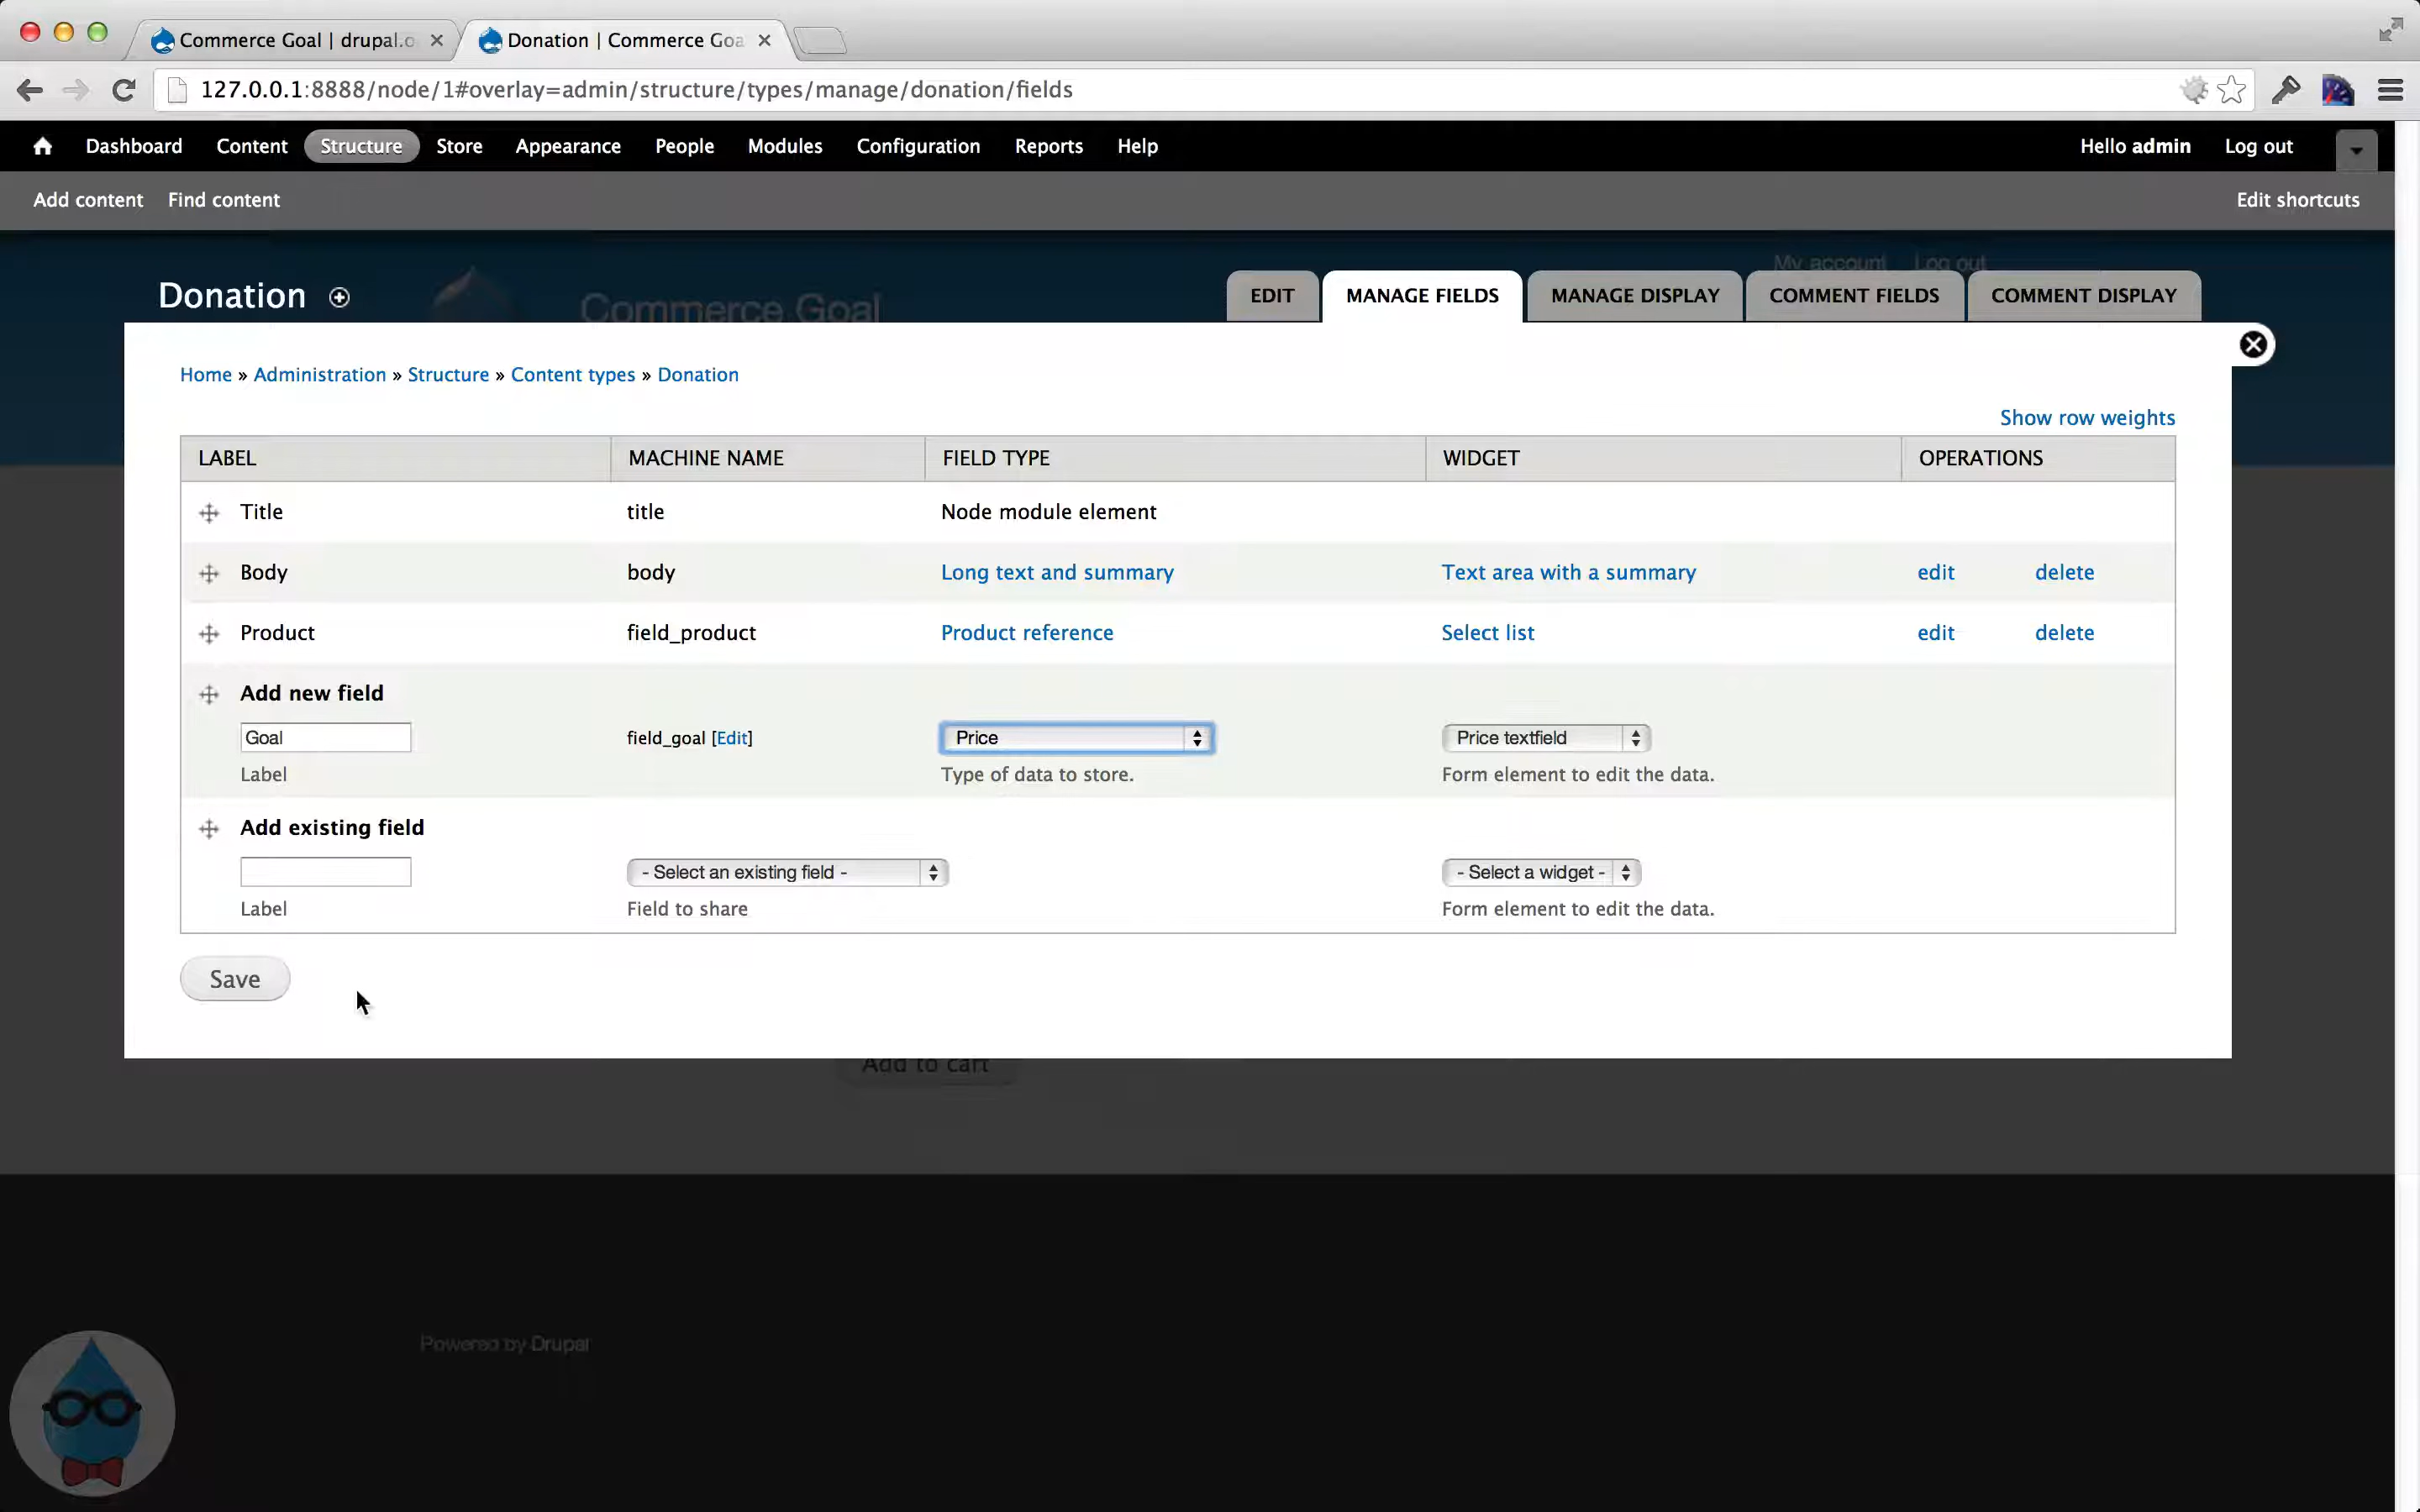 Commerce Goal | drupal.o
Donation | Commerce Goa
127.0.0.1:8888/node/1#overlay=admin/structure/types/manage/donation/fields
Dashboard Content Structure Store Appearance People Modules Configuration Reports Help Hello admin Log out
Add content Find content Edit shortcuts
My account Log out
Commerce Goal
Donation EDIT MANAGE FIELDS MANAGE DISPLAY COMMENT FIELDS COMMENT DISPLAY
Home » Administration » Structure » Content types » Donation
Show row weights
LABEL MACHINE NAME FIELD TYPE WIDGET OPERATIONS
Title title Node module element
Body body Long text and summary Text area with a summary edit delete
Product field_product Product reference Select list edit delete
Add new field
Goal field_goal [Edit] Price Price textfield
Label Type of data to store. Form element to edit the data.
Add existing field
- Select an existing field - - Select a widget -
Label Field to share Form element to edit the data.
Save
Add to cart
Powered by Drupal